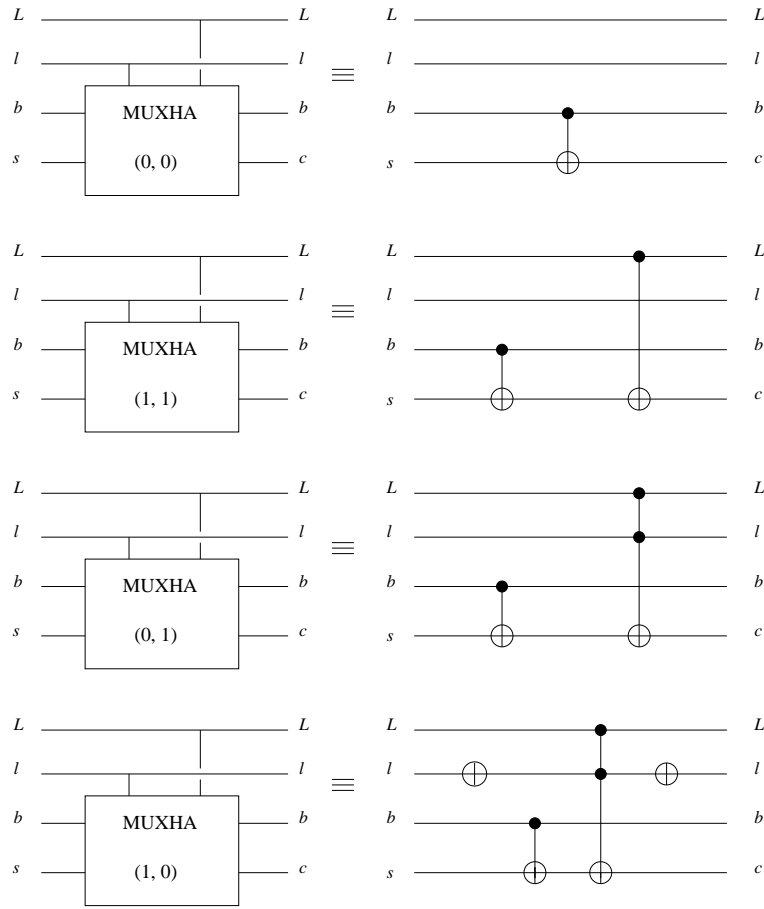 L L L L
l l ≡ l l
b MUXHA b b b
s (0, 0) c s c
L L L L
l l ≡ l l
b MUXHA b b b
s (1, 1) c s c
L L L L
l l ≡ l l
b MUXHA b b b
s (0, 1) c s c
L L L L
l l ≡ l l
b MUXHA b b b
s (1, 0) c s c